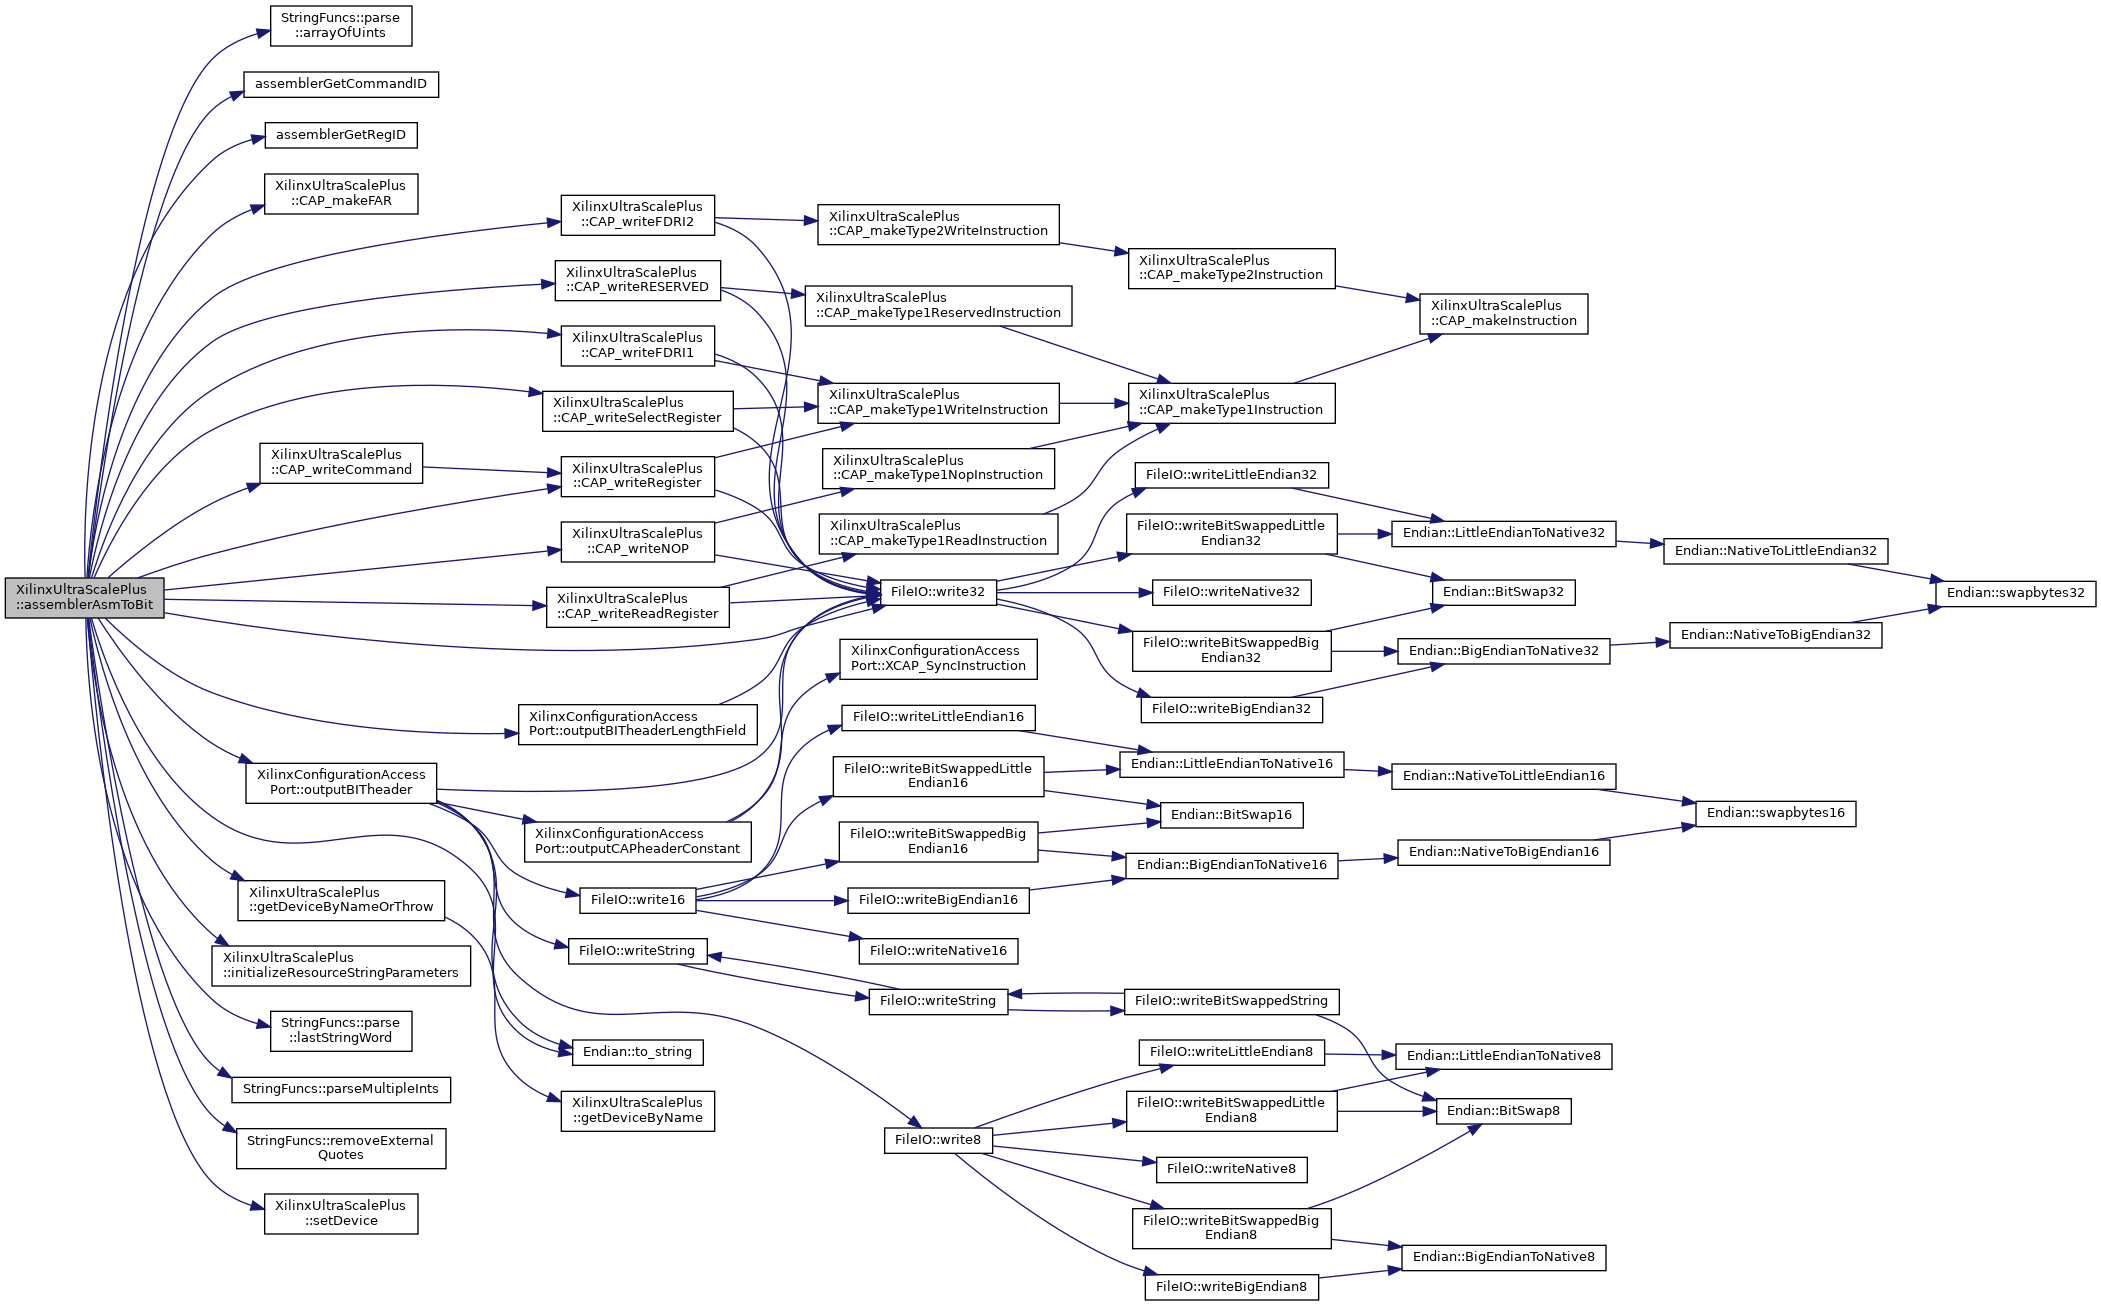 StringFuncs::parse
::arrayOfUints
assemblerGetCommandID
assemblerGetRegID
XilinxUltraScalePlus
::CAP_makeFAR
XilinxUltraScalePlus
::CAP_writeFDRI2
XilinxUltraScalePlus
::CAP_makeType2WriteInstruction
XilinxUltraScalePlus
::CAP_makeType2Instruction
XilinxUltraScalePlus
::CAP_writeRESERVED
XilinxUltraScalePlus
::CAP_makeType1ReservedInstruction
XilinxUltraScalePlus
::CAP_makeInstruction
XilinxUltraScalePlus
::CAP_writeFDRI1
XilinxUltraScalePlus
::CAP_writeSelectRegister
XilinxUltraScalePlus
::CAP_makeType1WriteInstruction
XilinxUltraScalePlus
::CAP_makeType1Instruction
XilinxUltraScalePlus
::CAP_writeCommand
XilinxUltraScalePlus
::CAP_writeRegister
XilinxUltraScalePlus
::CAP_makeType1NopInstruction
FileIO::writeLittleEndian32
XilinxUltraScalePlus
::CAP_writeNOP
XilinxUltraScalePlus
::CAP_makeType1ReadInstruction
FileIO::writeBitSwappedLittle
Endian32
Endian::LittleEndianToNative32
Endian::NativeToLittleEndian32
XilinxUltraScalePlus
::assemblerAsmToBit
XilinxUltraScalePlus
::CAP_writeReadRegister
FileIO::write32
FileIO::writeNative32
Endian::BitSwap32
Endian::swapbytes32
XilinxConfigurationAccess
Port::XCAP_SyncInstruction
FileIO::writeBitSwappedBig
Endian32
Endian::BigEndianToNative32
Endian::NativeToBigEndian32
FileIO::writeBigEndian32
XilinxConfigurationAccess
Port::outputBITheaderLengthField
FileIO::writeLittleEndian16
XilinxConfigurationAccess
Port::outputBITheader
FileIO::writeBitSwappedLittle
Endian16
Endian::LittleEndianToNative16
Endian::NativeToLittleEndian16
XilinxConfigurationAccess
Port::outputCAPheaderConstant
FileIO::writeBitSwappedBig
Endian16
Endian::BitSwap16
Endian::swapbytes16
Endian::BigEndianToNative16
Endian::NativeToBigEndian16
XilinxUltraScalePlus
::getDeviceByNameOrThrow
FileIO::write16
FileIO::writeBigEndian16
FileIO::writeString
FileIO::writeNative16
XilinxUltraScalePlus
::initializeResourceStringParameters
FileIO::writeString
FileIO::writeBitSwappedString
StringFuncs::parse
::lastStringWord
Endian::to_string
FileIO::writeLittleEndian8
Endian::LittleEndianToNative8
StringFuncs::parseMultipleInts
XilinxUltraScalePlus
::getDeviceByName
FileIO::writeBitSwappedLittle
Endian8
Endian::BitSwap8
StringFuncs::removeExternal
Quotes
FileIO::write8
FileIO::writeNative8
XilinxUltraScalePlus
::setDevice
FileIO::writeBitSwappedBig
Endian8
Endian::BigEndianToNative8
FileIO::writeBigEndian8